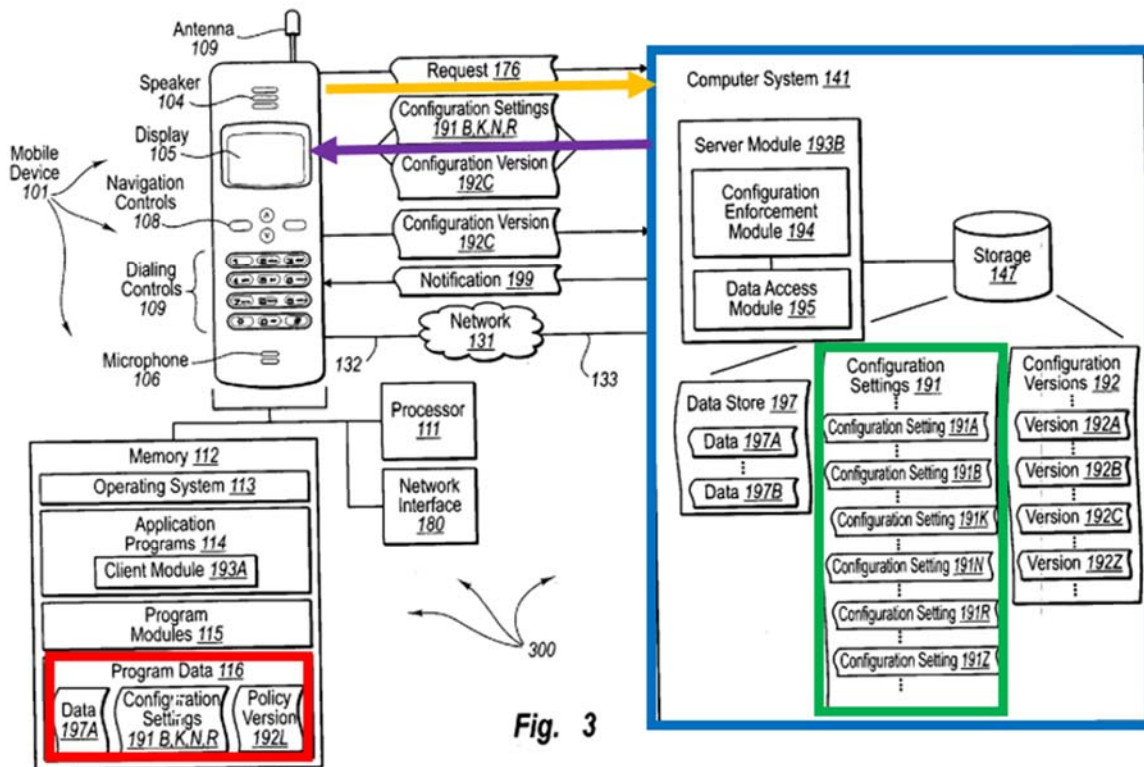 Antenna
109
Speaker
104
Display
105
Mobile
Device
101
Navigation
Controls
108
Dialing
Controls
109
Microphone
106
Request 176
Configuration Settings
191 B,K,N,R
Configuration Version
192C
Configuration Version
192C
Notification 199
Network
131
132
133
Processor
111
Network
Interface
180
Memory 112
Operating System 113
Application
Programs 114
Client Module 193A
Program
Modules 115
Program Data 116
Data
197A
Configuration
Settings
191 B,K,N,R
Policy
Version
192L
300
Computer System 141
Server Module 193B
Configuration
Enforcement
Module 194
Data Access
Module 195
Storage
147
Data Store 197
Data 197A
Data 197B
Configuration
Settings 191
Configuration Setting 191A
Configuration Setting 191B
Configuration Setting 191K
Configuration Setting 191N
Configuration Setting 191R
Configuration Setting 191Z
Configuration
Versions 192
Version 192A
Version 192B
Version 192C
Version 192Z
Fig. 3